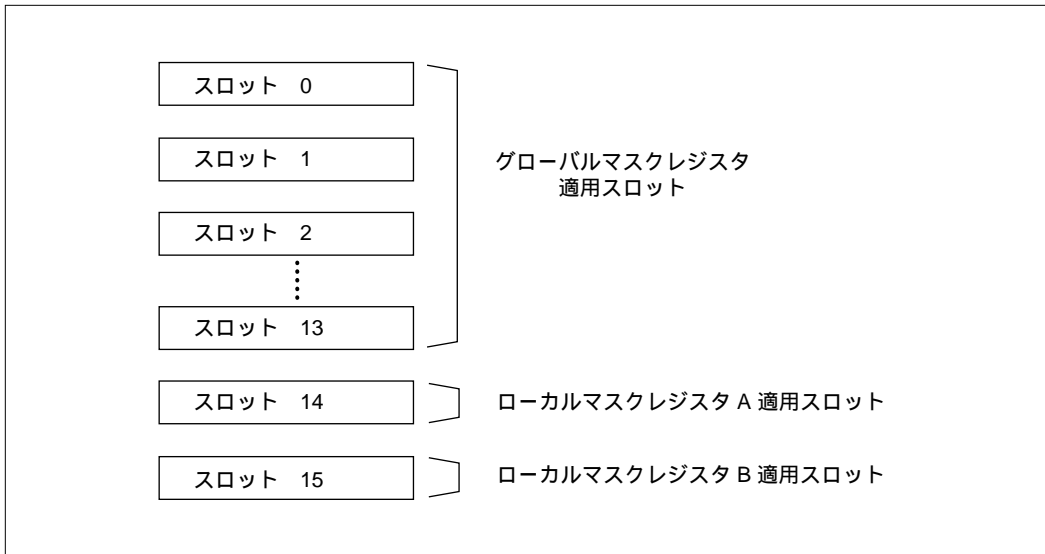 スロット 0
スロット 1
スロット 2
スロット 13
スロット 14
スロット 15
グローバルマスクレジスタ
適用スロット
ローカルマスクレジスタ A 適用スロット
ローカルマスクレジスタ B 適用スロット